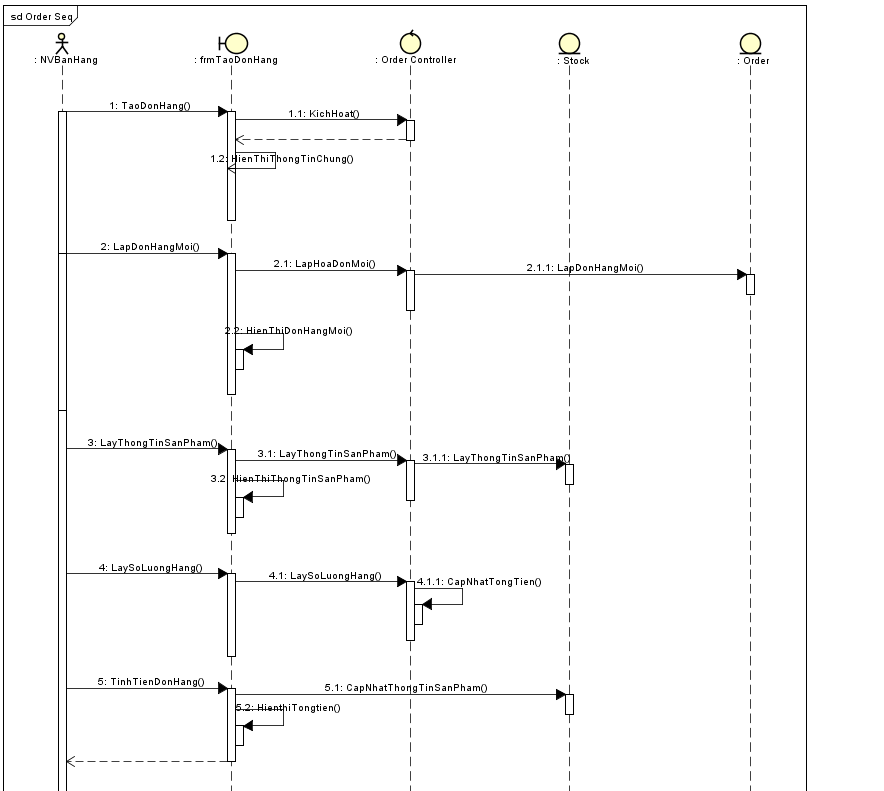 sd Order Seq
: NVBanHang
: frmTaoDonHang
: Order Controller
: Stock
: Order
1: TaoDonHang()
1.1: KichHoat()
1.2: HienThiThongTinChung()
2: LapDonHangMoi()
2.1: LapHoaDonMoi()
2.1.1: LapDonHangMoi()
2.2: HienThiDonHangMoi()
3: LayThongTinSanPham()
3.1: LayThongTinSanPham()
3.1.1: LayThongTinSanPham()
3.2: HienThiThongTinSanPham()
4: LaySoLuongHang()
4.1: LaySoLuongHang()
4.1.1: CapNhatTongTien()
5: TinhTienDonHang()
5.1: CapNhatThongTinSanPham()
5.2: HienthiTongtien()